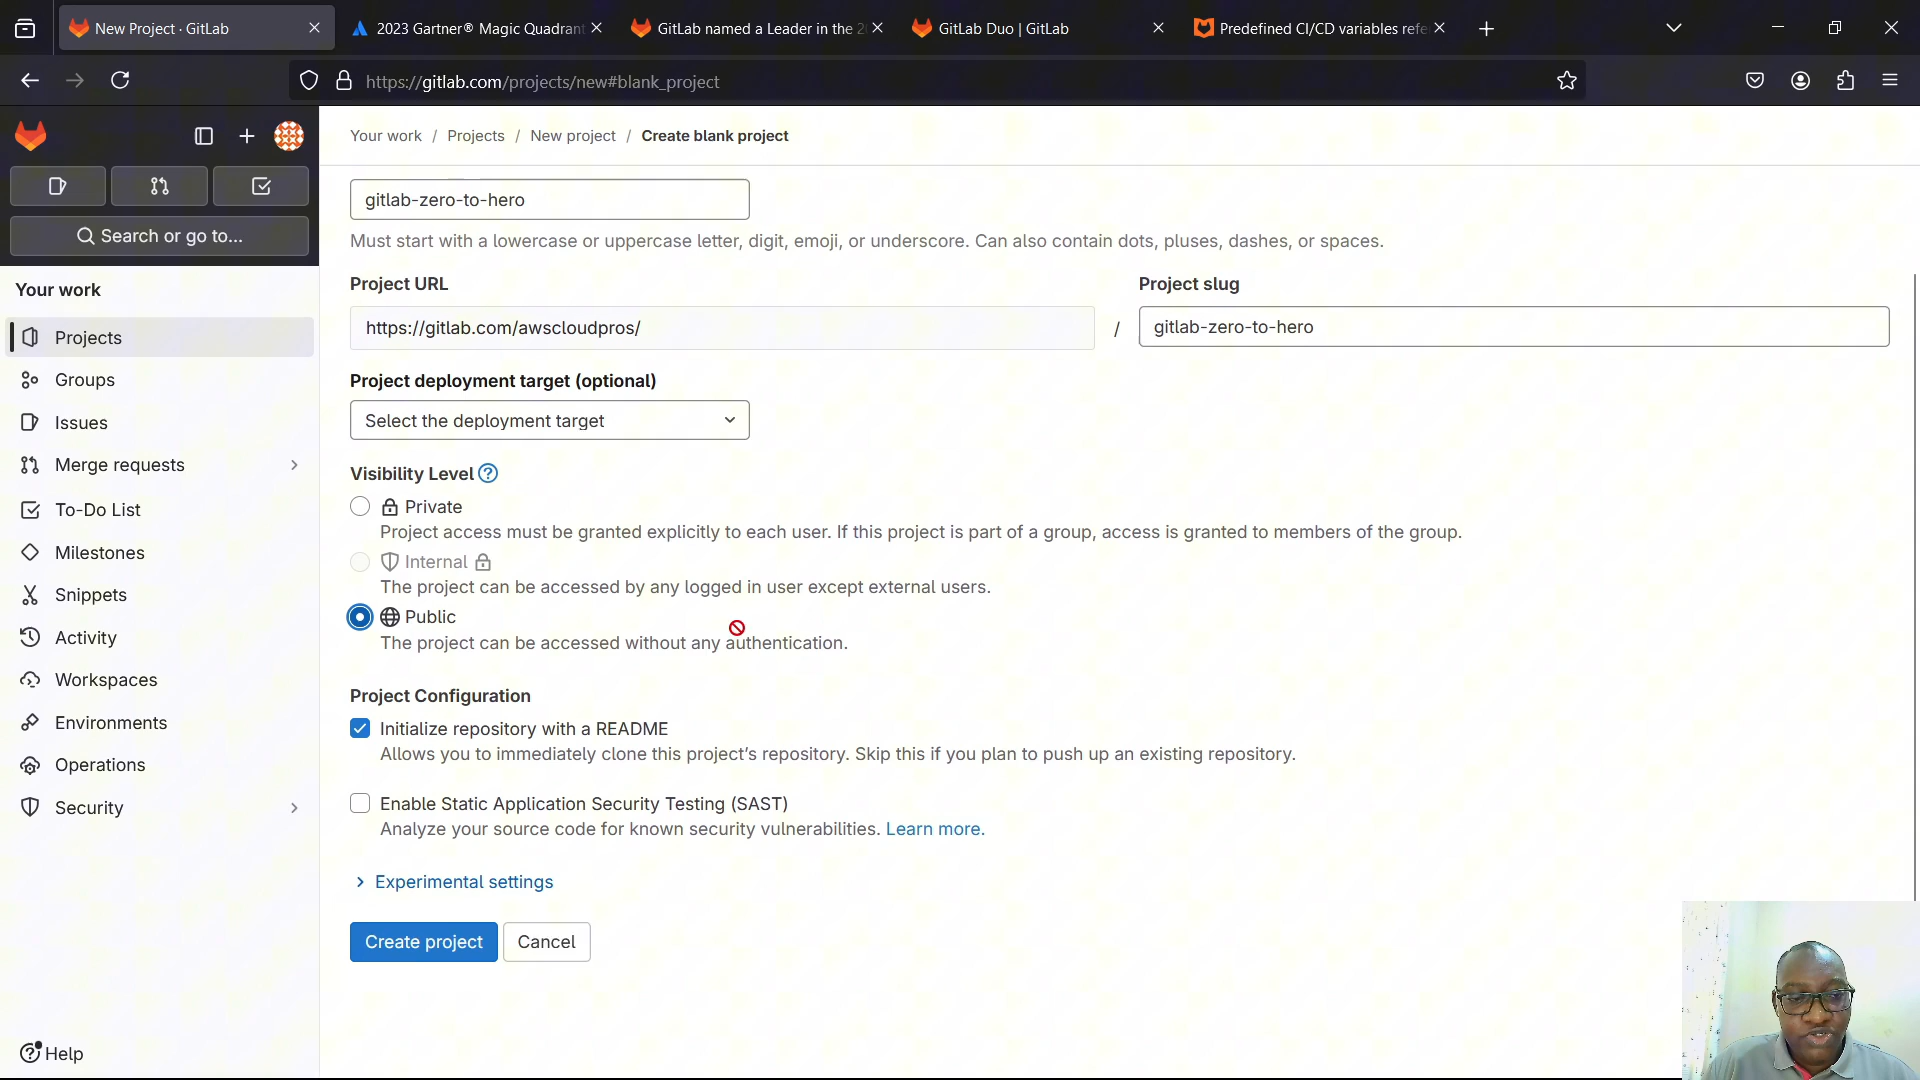 New Project · GitLab
2023 Gartner® Magic Quadrant
GitLab named a Leader in the 2
GitLab Duo | GitLab
Predefined CI/CD variables refe
https://gitlab.com/projects/new#blank_project
Your work / Projects / New project / Create blank project
Search or go to...
Your work
Projects
Groups
Issues
Merge requests
To-Do List
Milestones
Snippets
Activity
Workspaces
Environments
Operations
Security
Help
gitlab-zero-to-hero
Must start with a lowercase or uppercase letter, digit, emoji, or underscore. Can also contain dots, pluses, dashes, or spaces.
Project URL
Project slug
https://gitlab.com/awscloudpros/
/
gitlab-zero-to-hero
Project deployment target (optional)
Select the deployment target
Visibility Level
Private
Project access must be granted explicitly to each user. If this project is part of a group, access is granted to members of the group.
Internal
The project can be accessed by any logged in user except external users.
Public
The project can be accessed without any authentication.
Project Configuration
Initialize repository with a README
Allows you to immediately clone this project's repository. Skip this if you plan to push up an existing repository.
Enable Static Application Security Testing (SAST)
Analyze your source code for known security vulnerabilities. Learn more.
Experimental settings
Create project
Cancel